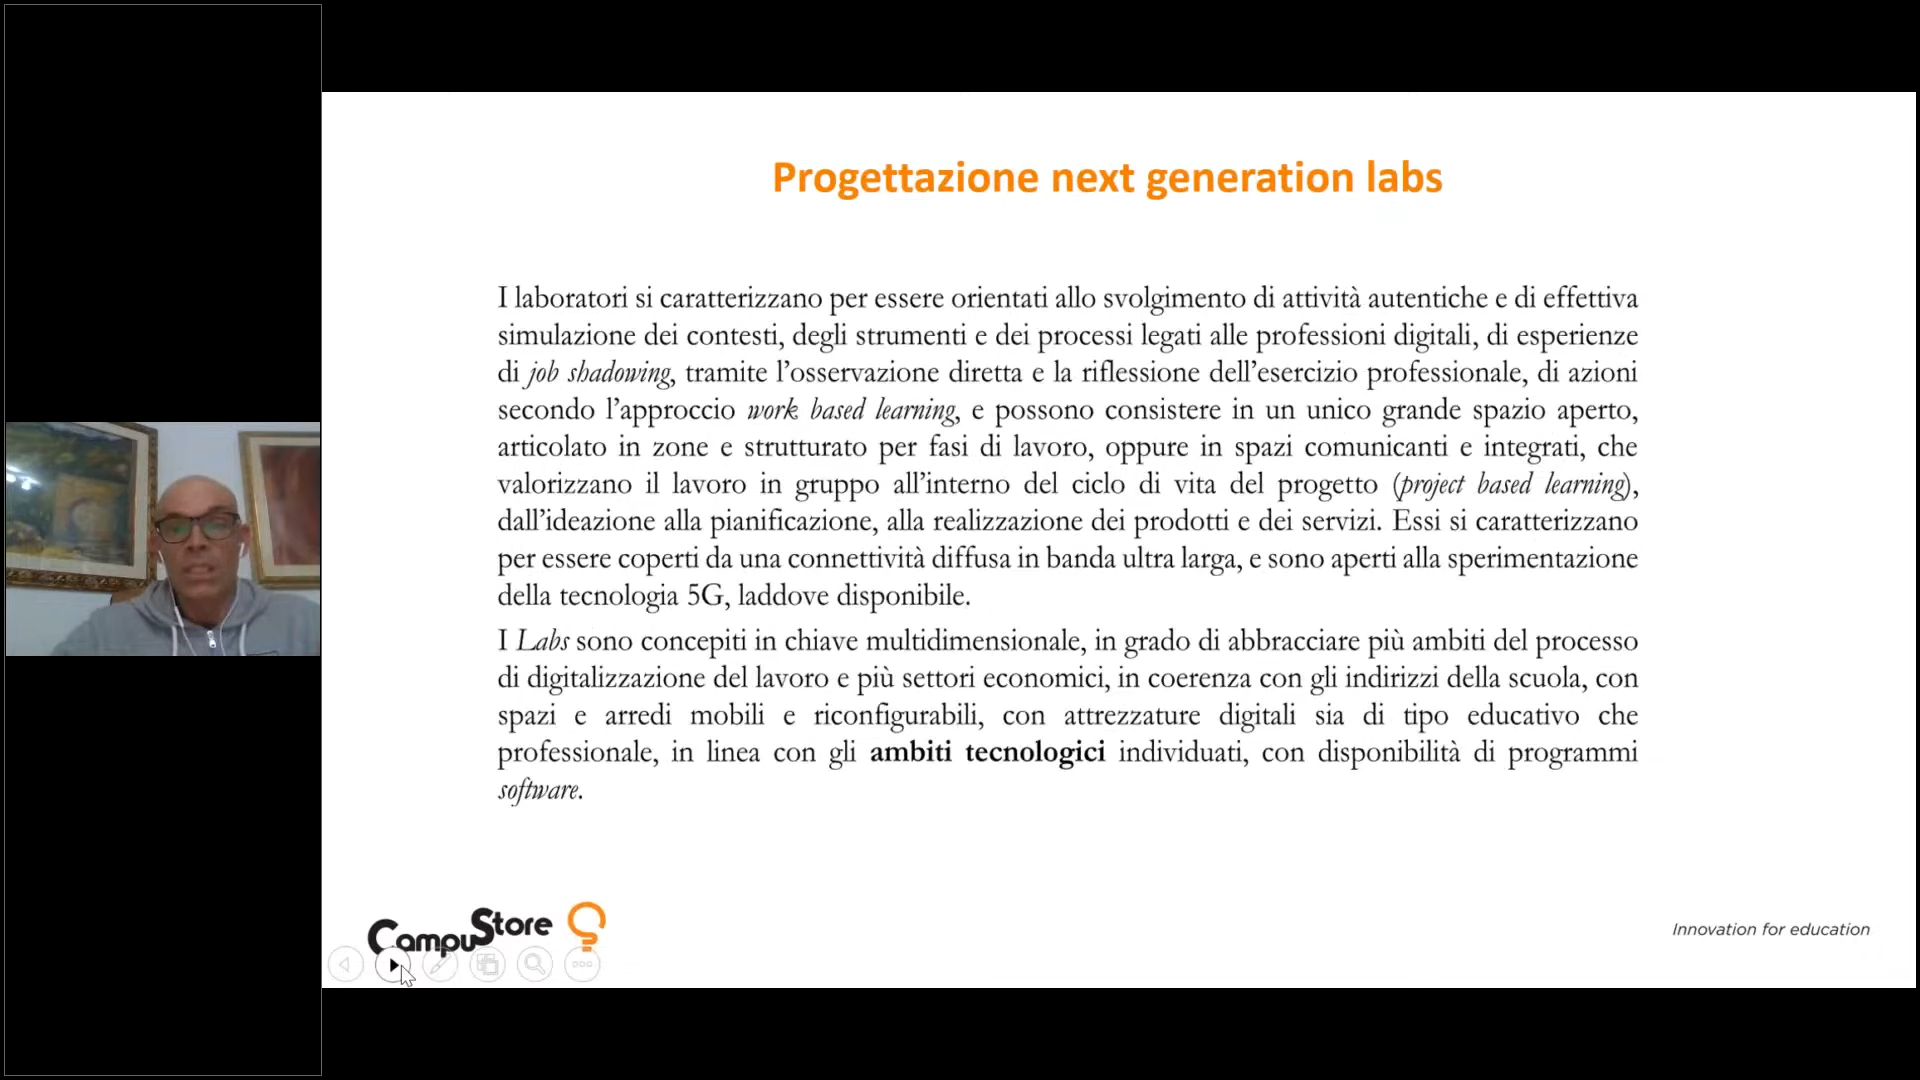 Progettazione next generation labs
I laboratori si caratterizzano per essere orientati allo svolgimento di attività autentiche e di effettiva
simulazione dei contesti, degli strumenti e dei processi legati alle professioni digitali, di esperienze
di job shadowing, tramite l’osservazione diretta e la riflessione dell’esercizio professionale, di azioni
secondo l’approccio work based learning, e possono consistere in un unico grande spazio aperto,
articolato in zone e strutturato per fasi di lavoro, oppure in spazi comunicanti e integrati, che
valorizzano il lavoro in gruppo all’interno del ciclo di vita del progetto (project based learning),
dall’ideazione alla pianificazione, alla realizzazione dei prodotti e dei servizi. Essi si caratterizzano
per essere coperti da una connettività diffusa in banda ultra larga, e sono aperti alla sperimentazione
della tecnologia 5G, laddove disponibile.
I Labs sono concepiti in chiave multidimensionale, in grado di abbracciare più ambiti del processo
di digitalizzazione del lavoro e più settori economici, in coerenza con gli indirizzi della scuola, con
spazi e arredi mobili e riconfigurabili, con attrezzature digitali sia di tipo educativo che
professionale, in linea con gli ambiti tecnologici individuati, con disponibilità di programmi
software.
CampuStore
Innovation for education